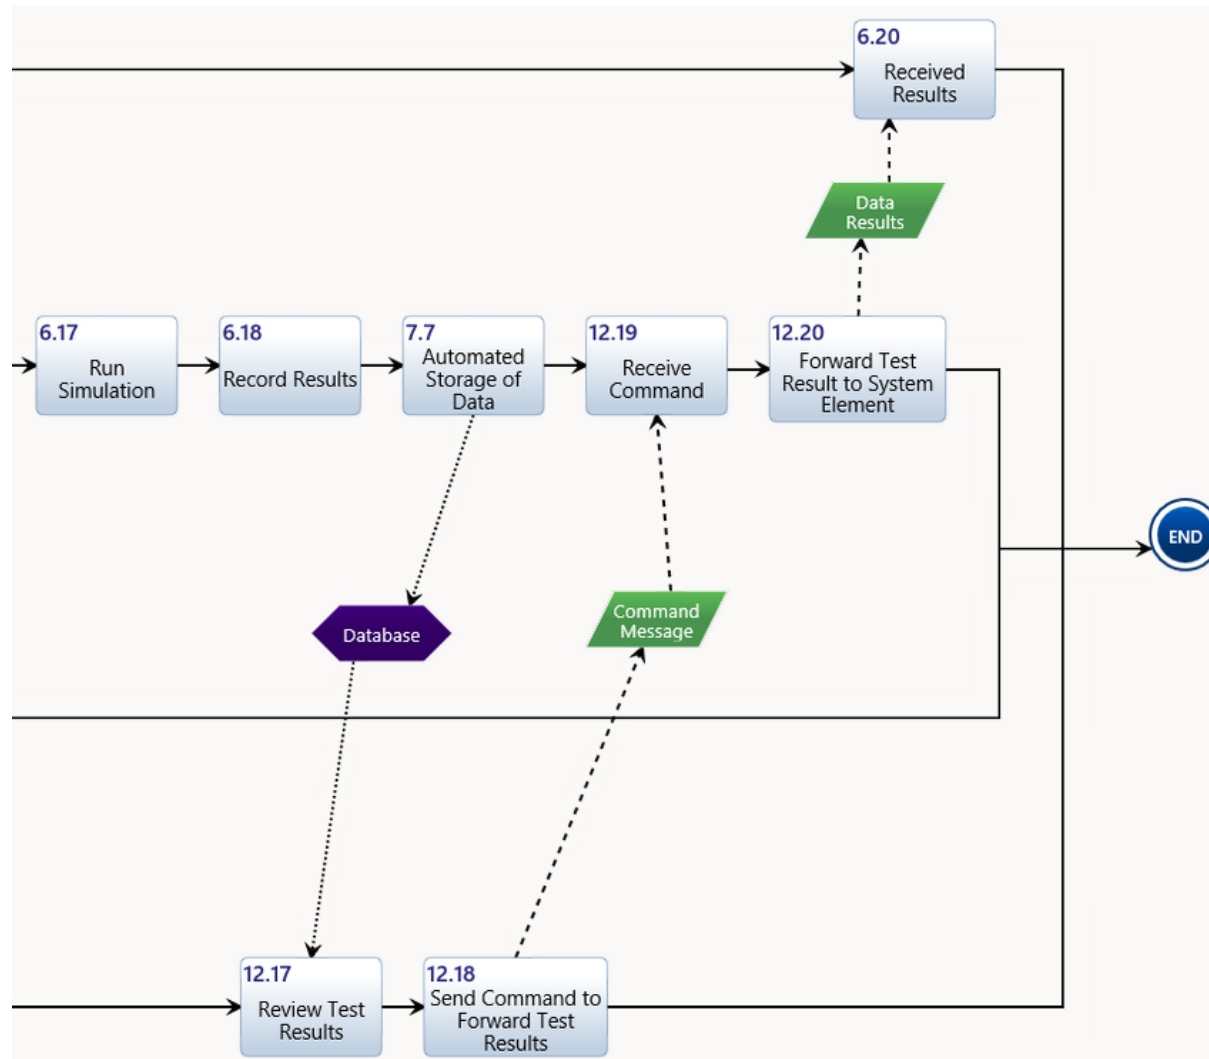 6.20
Received
Results
Data
Results
6.17
Run
Simulation
6.18
Record Results
7.7
Automated
Storage of
Data
12.19
Receive
Command
12.20
Forward Test
Result to System
Element
END
Database
Command
Message
12.17
Review Test
Results
12.18
Send Command to
Forward Test
Results